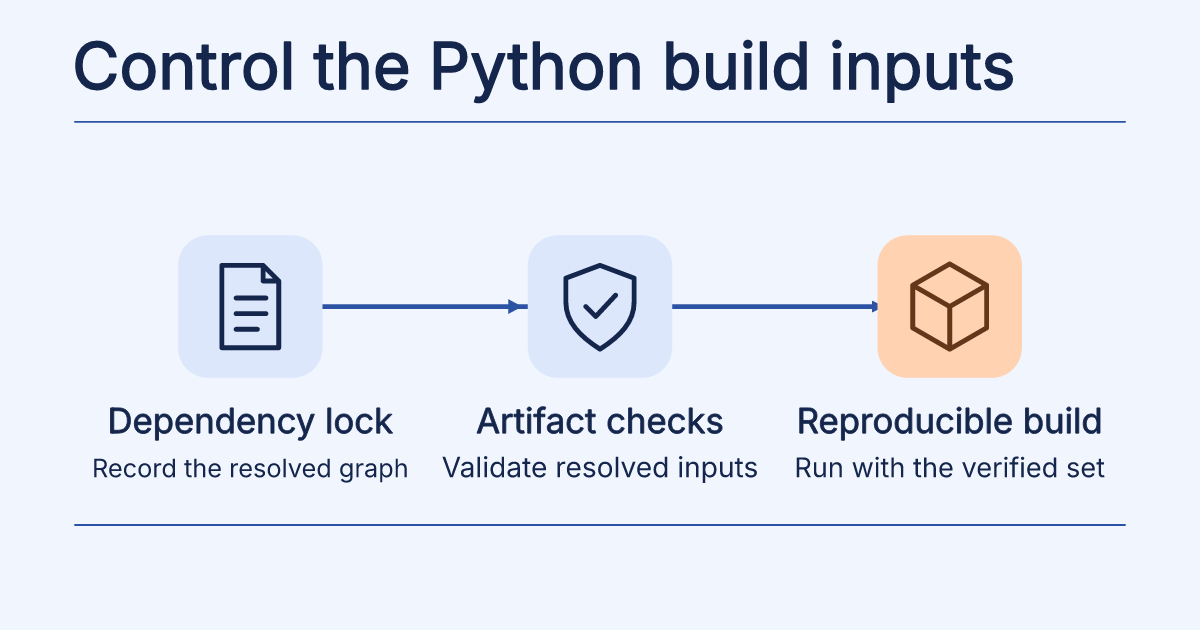 Control the Python build inputs
Dependency lock
Record the resolved graph
Artifact checks
Validate resolved inputs
Reproducible build
Run with the verified set